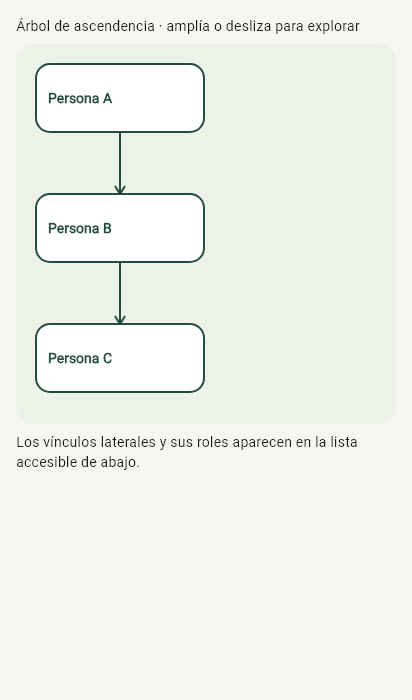 Árbol de ascendencia · amplía o desliza para explorar
Persona A
Persona B
Persona C
Los vínculos laterales y sus roles aparecen en la lista
accesible de abajo.